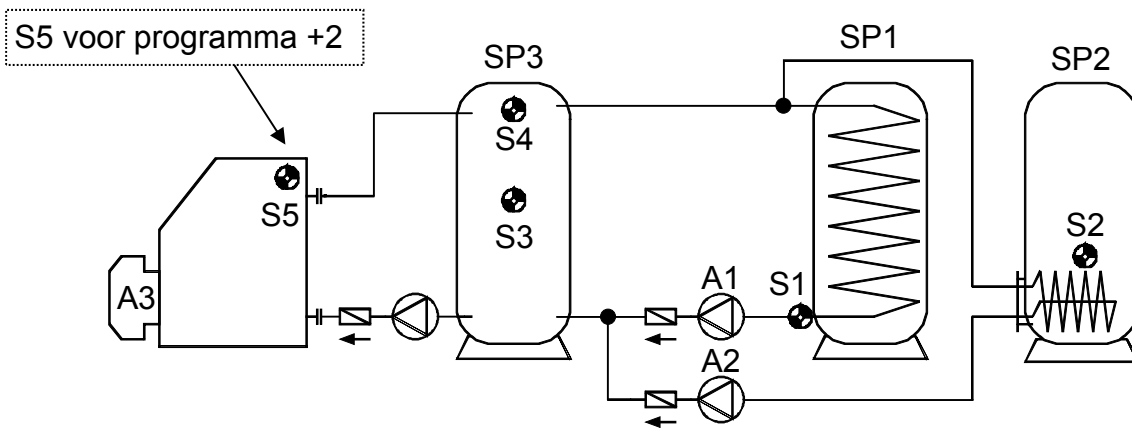 S5 voor programma +2
SP3
SP1
SP2
S4
S5
S3
S2
A3
A1
S1
A2